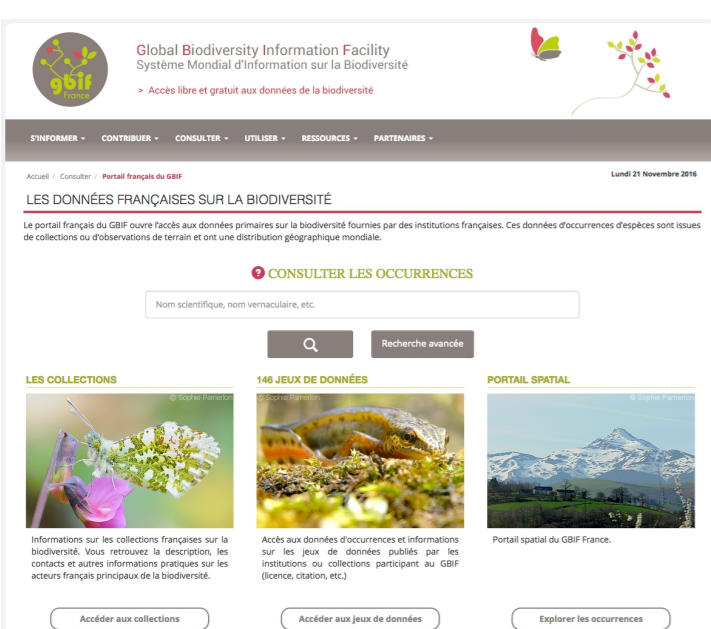 gbif
France
Global Biodiversity Information Facility
Système Mondial d'Information sur la Biodiversité
> Accès libre et gratuit aux données de la biodiversité
S'INFORMER CONTRIBUER CONSULTER UTILISER RESSOURCES PARTENAIRES
Accueil / Consulter / Portail français du GBIF
Lundi 21 Novembre 2016
LES DONNÉES FRANÇAISES SUR LA BIODIVERSITÉ
Le portail français du GBIF ouvre l'accès aux données primaires sur la biodiversité fournies par des institutions françaises. Ces données d'occurrences d'espèces sont issues
de collections ou d'observations de terrain et ont une distribution géographique mondiale.
? CONSULTER LES OCCURRENCES
Nom scientifique, nom vernaculaire, etc.
Recherche avancée
LES COLLECTIONS
© Sophie Pamerlon
Informations sur les collections françaises sur la
biodiversité. Vous retrouvez la description, les
contacts et autres informations pratiques sur les
acteurs français principaux de la biodiversité.
Accéder aux collections
146 JEUX DE DONNÉES
© Sophie Pamerlon
Accès aux données d'occurrences et informations
sur les jeux de données publiés par les
institutions ou collections participant au GBIF
(licence, citation, etc.)
Accéder aux jeux de données
PORTAIL SPATIAL
© Sophie Pamerlon
Portail spatial du GBIF France.
Explorer les occurrences